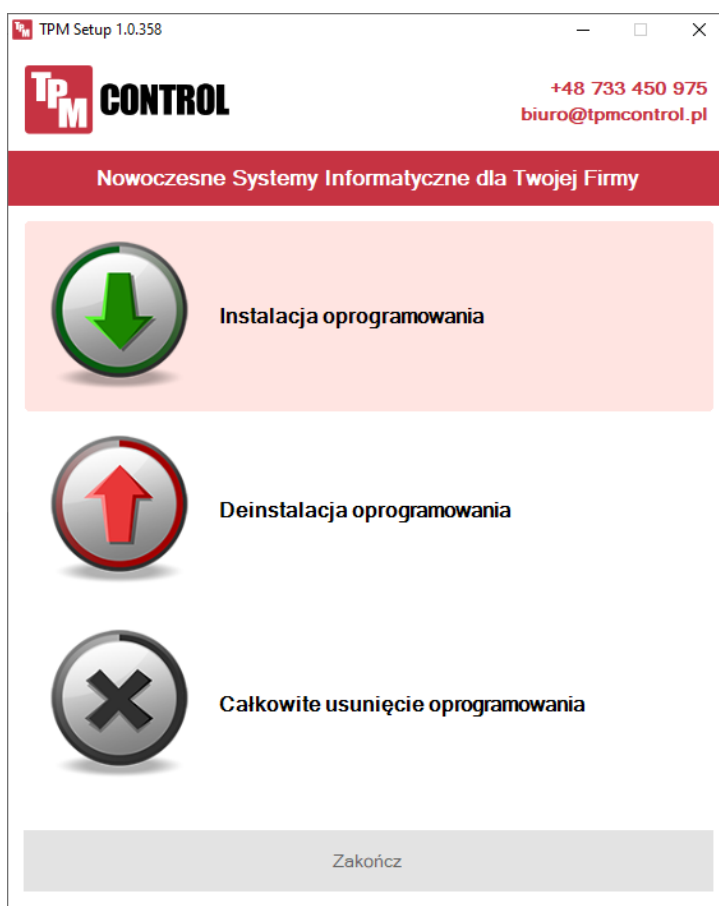 TPM Setup 1.0.358
TPM CONTROL
+48 733 450 975
biuro@tpmcontrol.pl
Nowoczesne Systemy Informatyczne dla Twojej Firmy
Instalacja oprogramowania
Deinstalacja oprogramowania
Całkowite usunięcie oprogramowania
Zakończ